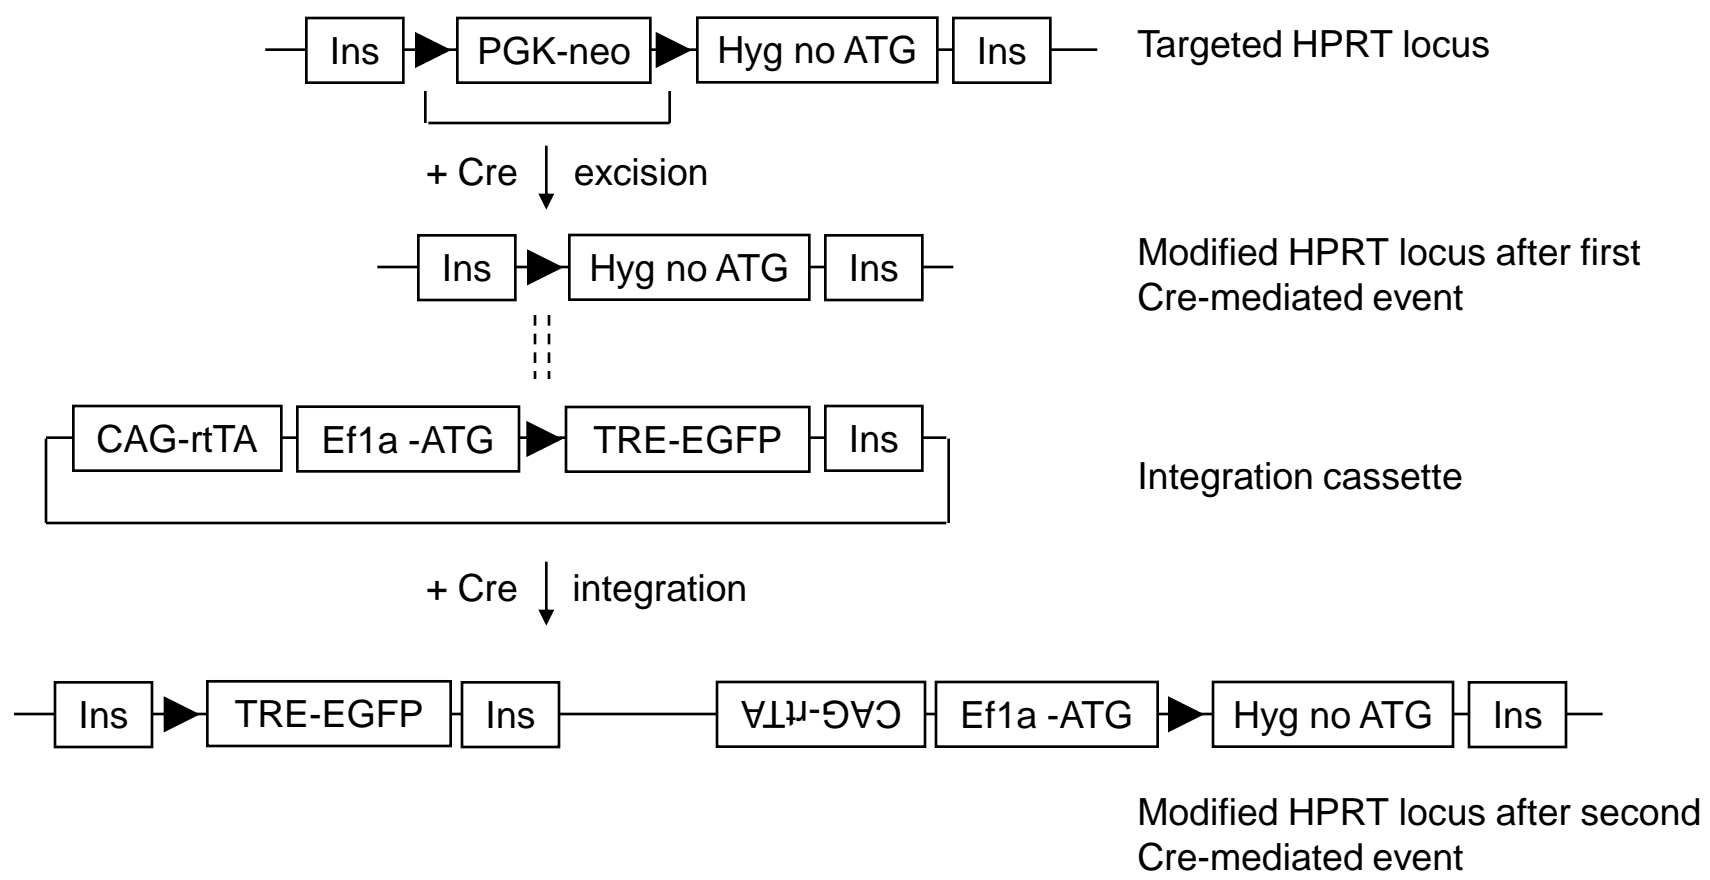 Ins PGK-neo Hyg no ATG Ins Targeted HPRT locus
+ Cre excision
Ins Hyg no ATG Ins Modified HPRT locus after first
Cre-mediated event
CAG-rtTA Ef1a -ATG TRE-EGFP Ins
Integration cassette
+ Cre integration
Ins TRE-EGFP Ins CAG-rtTA Ef1a -ATG Hyg no ATG Ins
Modified HPRT locus after second
Cre-mediated event